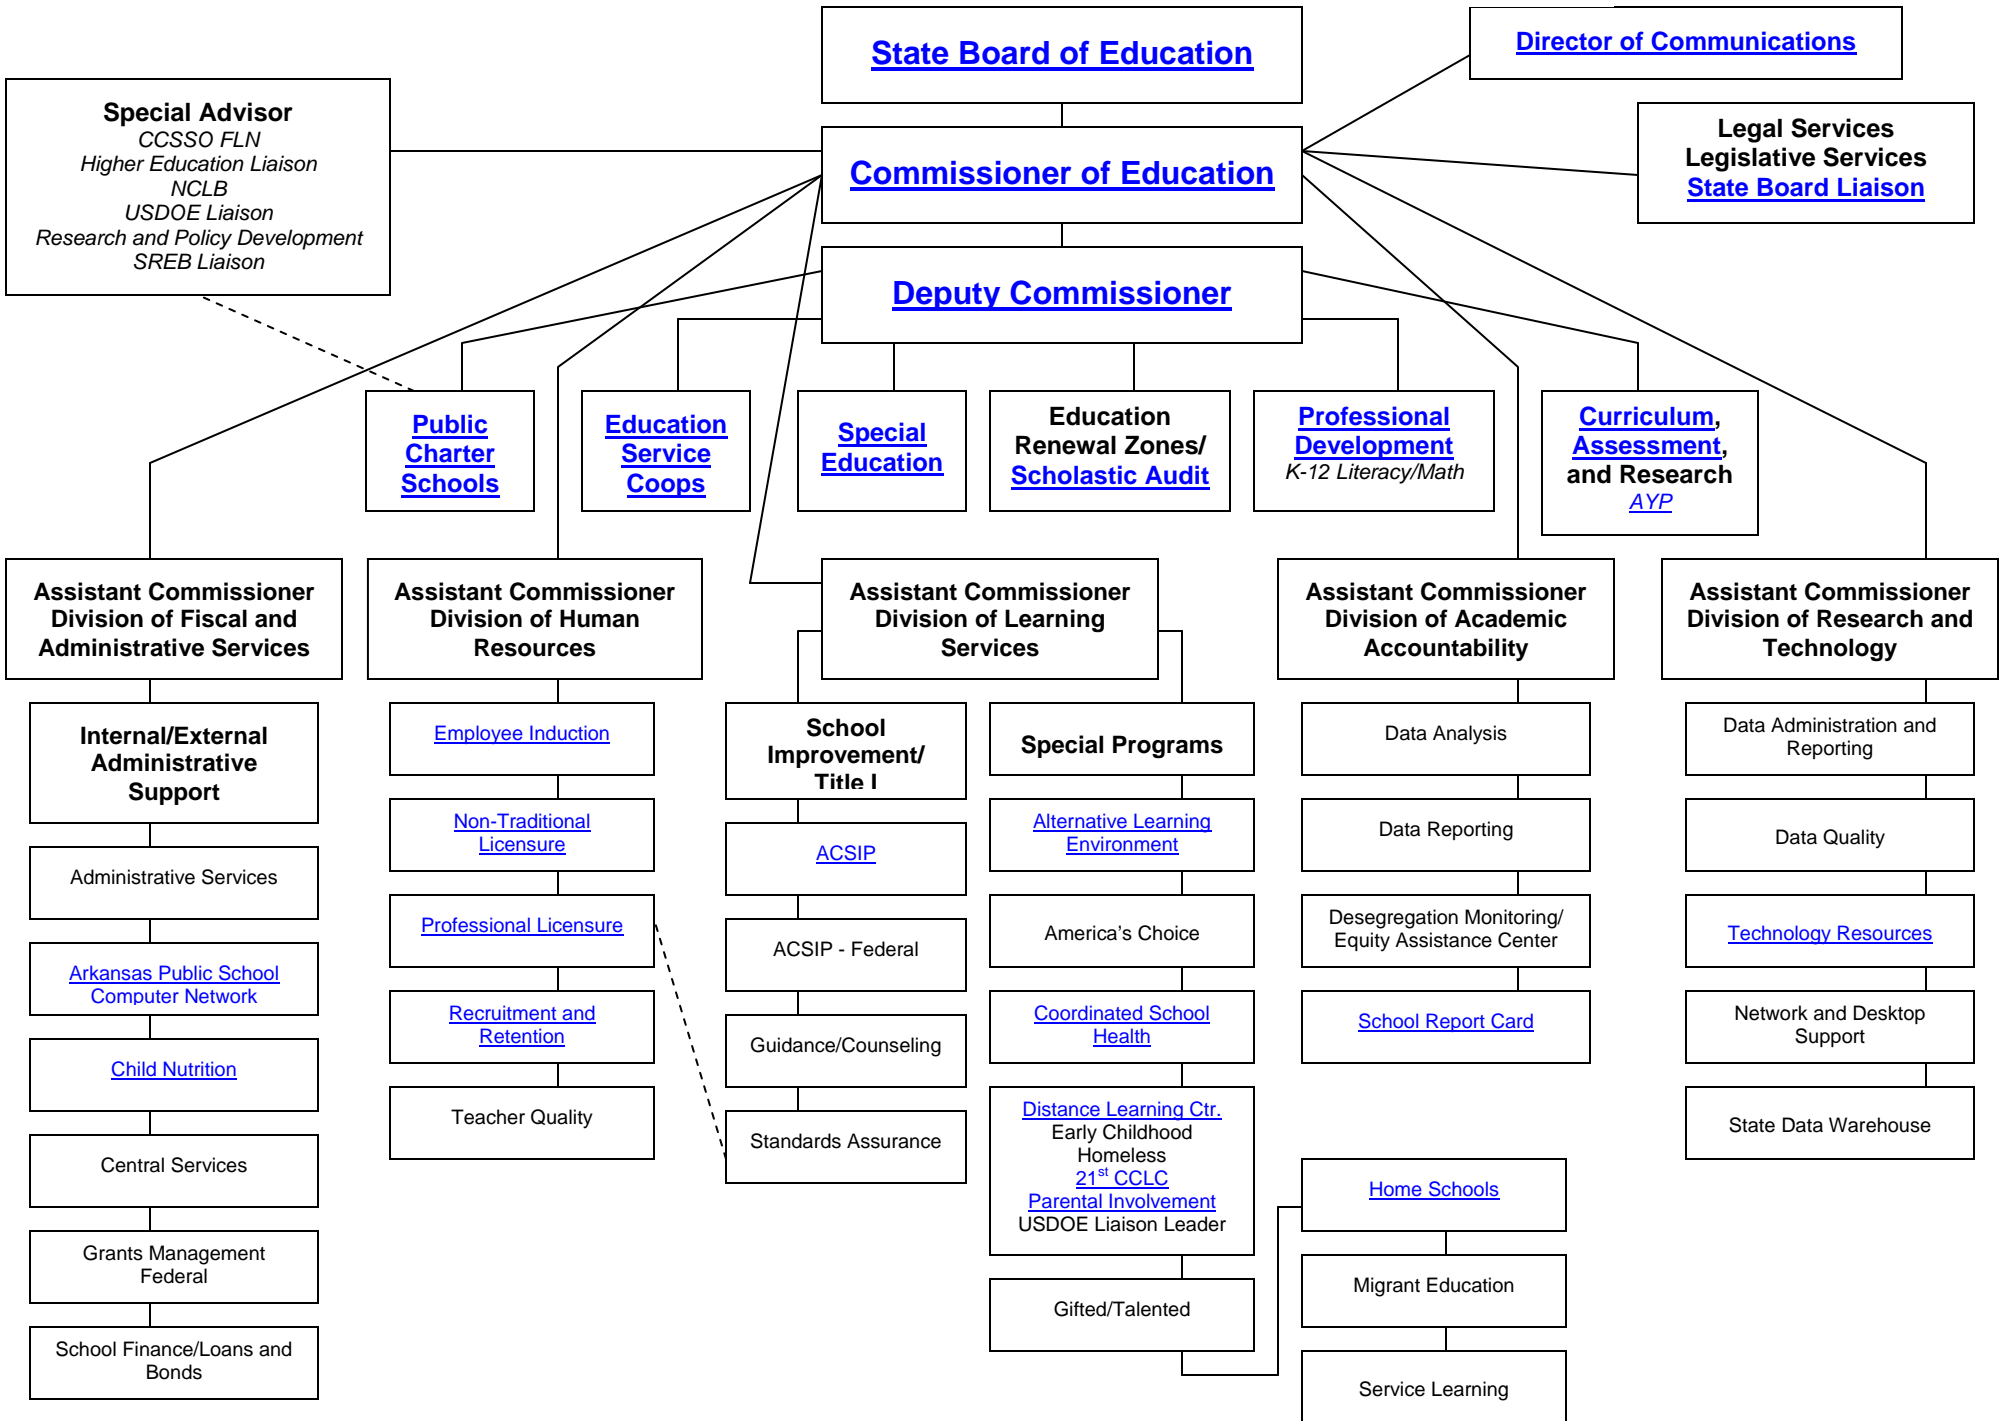 State Board of Education
Director of Communications
Special Advisor
CCSSO FLN
Higher Education Liaison
NCLB
USDOE Liaison
Research and Policy Development
SREB Liaison
Commissioner of Education
Legal Services
Legislative Services
State Board Liaison
Deputy Commissioner
Public
Charter
Schools
Education
Service
Coops
Special
Education
Education
Renewal Zones/
Scholastic Audit
Professional
Development
K-12 Literacy/Math
Curriculum,
Assessment,
and Research
AYP
Assistant Commissioner
Division of Fiscal and
Administrative Services
Assistant Commissioner
Division of Human
Resources
Assistant Commissioner
Division of Learning
Services
Assistant Commissioner
Division of Academic
Accountability
Assistant Commissioner
Division of Research and
Technology
Internal/External
Administrative
Support
Administrative Services
Arkansas Public School
Computer Network
Child Nutrition
Central Services
Grants Management
Federal
School Finance/Loans and
Bonds
Employee Induction
Non-Traditional
Licensure
Professional Licensure
Recruitment and
Retention
Teacher Quality
School
Improvement/
Title I
ACSIP
ACSIP - Federal
Guidance/Counseling
Standards Assurance
Special Programs
Alternative Learning
Environment
America's Choice
Coordinated School
Health
Distance Learning Ctr.
Early Childhood
Homeless
21st CCLC
Parental Involvement
USDOE Liaison Leader
Gifted/Talented
Home Schools
Migrant Education
Service Learning
Data Analysis
Data Reporting
Desegregation Monitoring/
Equity Assistance Center
School Report Card
Data Administration and
Reporting
Data Quality
Technology Resources
Network and Desktop
Support
State Data Warehouse